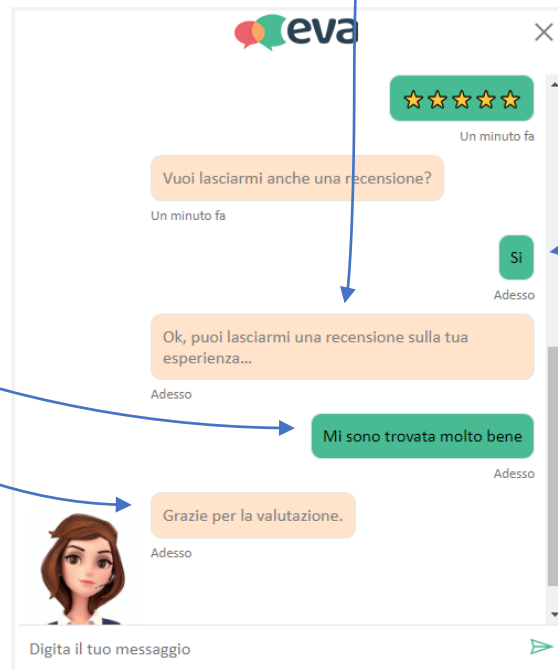 eva
Un minuto fa
Vuoi lasciarmi anche una recensione?
Un minuto fa
Si
Adesso
Ok, puoi lasciarmi una recensione sulla tua
esperienza...
Adesso
Mi sono trovata molto bene
Adesso
Grazie per la valutazione.
Adesso
Digita il tuo messaggio